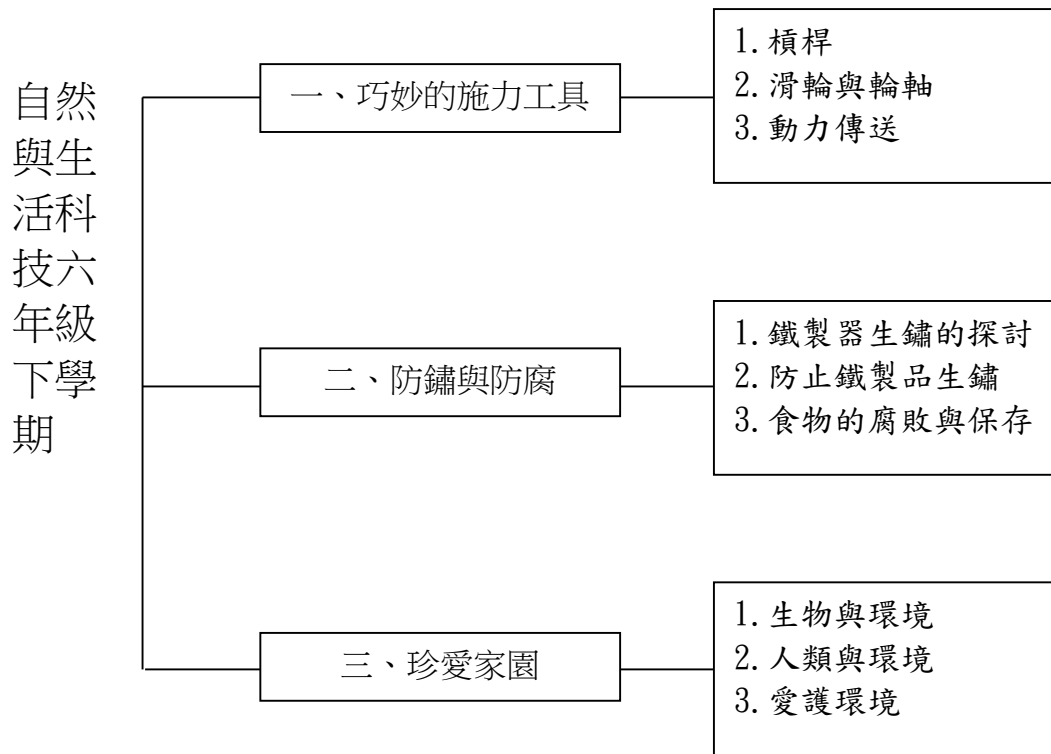 自然
與生
活科
技六
年級
下學
期
一、巧妙的施力工具
1.槓桿
2.滑輪與輪軸
3.動力傳送
二、防鏽與防腐
1.鐵製器生鏽的探討
2.防止鐵製品生鏽
3.食物的腐敗與保存
三、珍愛家園
1.生物與環境
2.人類與環境
3.愛護環境